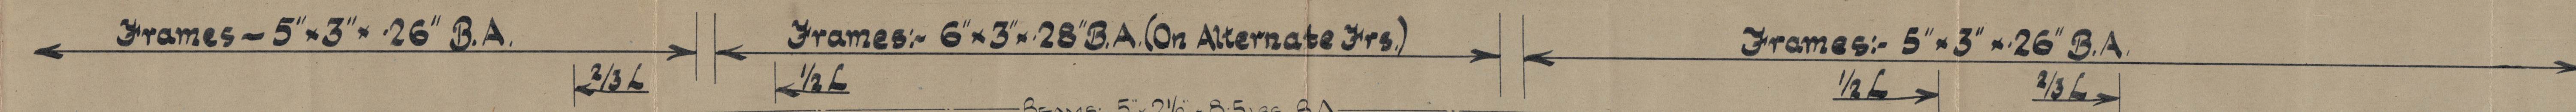 Frames - 5" × 3" × .26" B.A.
Frames:- 6" × 3" × .28" B.A. (On Alternate Frs.)
Frames:- 5" × 3" × .26" B.A.
2/3 L
1/2 L
1/2 L
2/3 L